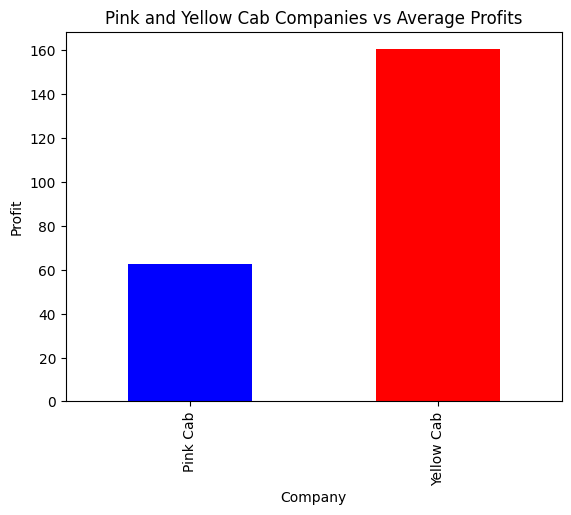 Pink and Yellow Cab Companies vs Average Profits
160
140
120
100
80
60
40
20
0
Profit
Pink Cab
Yellow Cab
Company